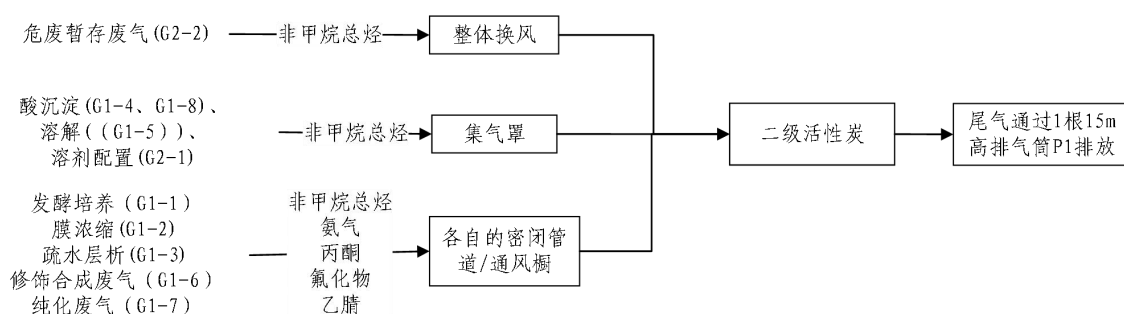 危废暂存废气(G2-2)
非甲烷总烃
整体换风
酸沉淀(G1-4、G1-8)、
溶解((G1-5))、
溶剂配置(G2-1)
非甲烷总烃
集气罩
二级活性炭
尾气通过1根15m
高排气筒P1排放
发酵培养(G1-1)
膜浓缩(G1-2)
疏水层析(G1-3)
修饰合成废气(G1-6)
纯化废气(G1-7)
非甲烷总烃
氨气
丙酮
氟化物
乙腈
各自的密闭管
道/通风橱